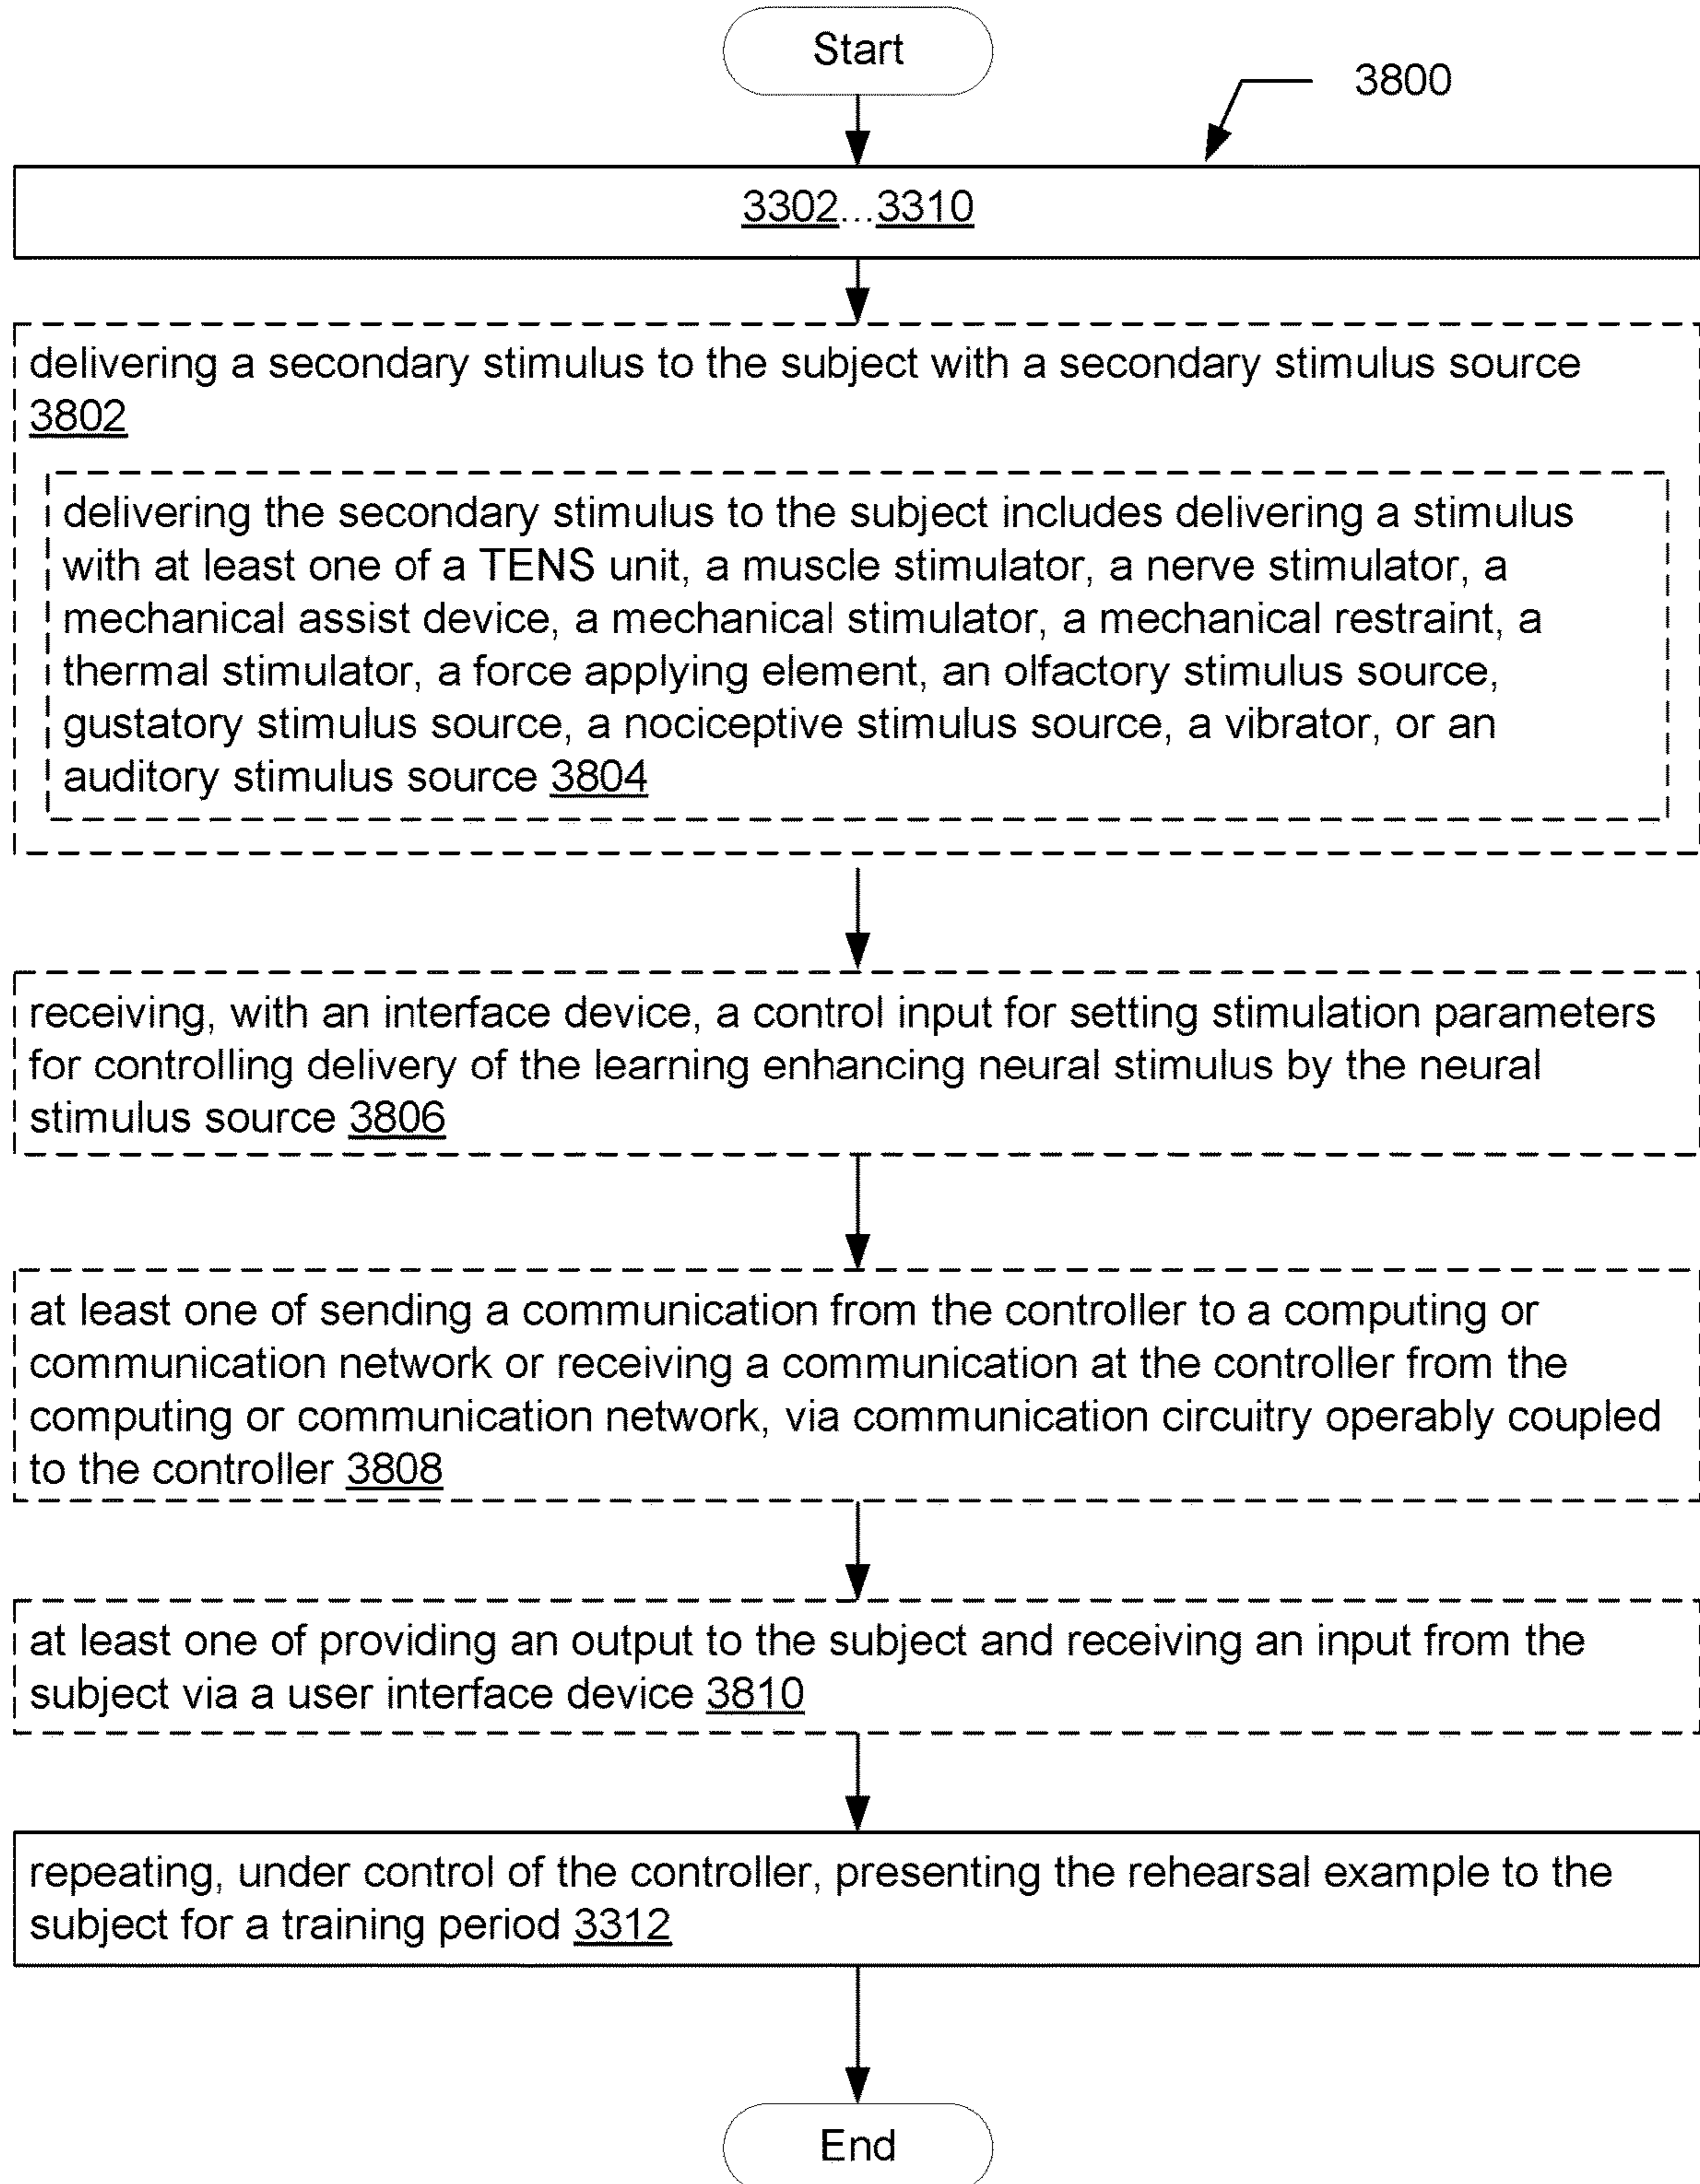 Start
3800
3302...3310
delivering a secondary stimulus to the subject with a secondary stimulus source
3802
delivering the secondary stimulus to the subject includes delivering a stimulus
with at least one of a TENS unit, a muscle stimulator, a nerve stimulator, a
mechanical assist device, a mechanical stimulator, a mechanical restraint, a
thermal stimulator, a force applying element, an olfactory stimulus source,
gustatory stimulus source, a nociceptive stimulus source, a vibrator, or an
auditory stimulus source 3804
receiving, with an interface device, a control input for setting stimulation parameters
for controlling delivery of the learning enhancing neural stimulus by the neural
stimulus source 3806
at least one of sending a communication from the controller to a computing or
communication network or receiving a communication at the controller from the
computing or communication network, via communication circuitry operably coupled
to the controller 3808
at least one of providing an output to the subject and receiving an input from the
subject via a user interface device 3810
repeating, under control of the controller, presenting the rehearsal example to the
subject for a training period 3312
End